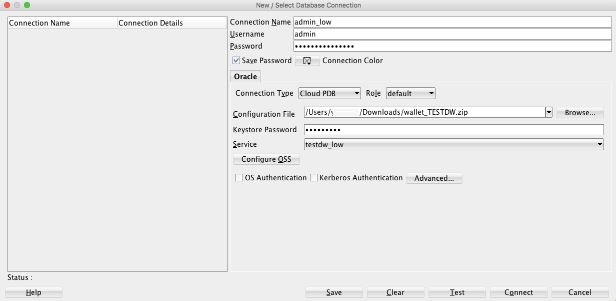 New / Select Database Connection
Connection Name Connection Details
Connection Name admin_low
Username admin
Password •••••••••••••••
Save Password Connection Color
Oracle
Connection Type Cloud PDB Role default
Configuration File /Users/ /Downloads/wallet_TESTDW.zip Browse...
Keystore Password •••••••••
Service testdw_low
Configure OSS
OS Authentication Kerberos Authentication Advanced...
Status :
Help Save Clear Test Connect Cancel